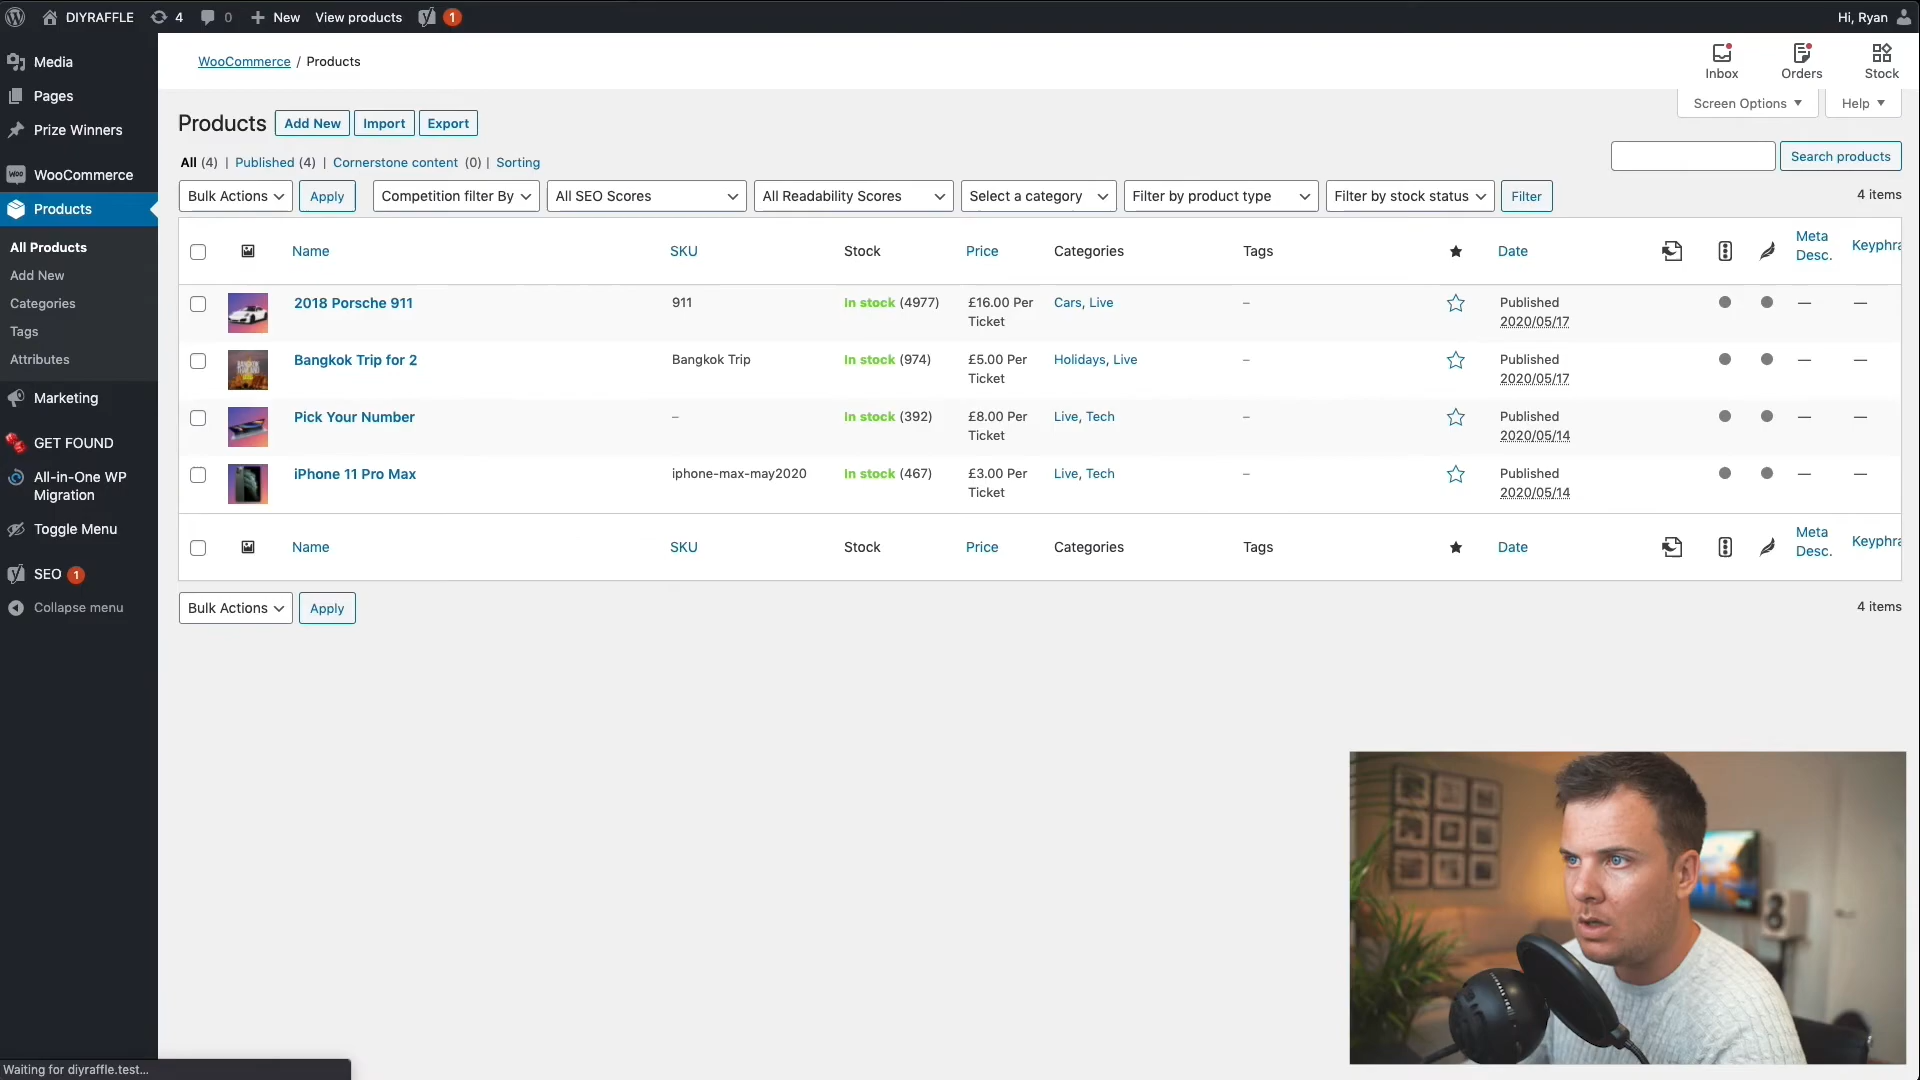 DIYRAFFLE 4 0 New View products 1 Hi, Ryan
Media
Pages
Prize Winners
WooCommerce
Products
All Products
Add New
Categories
Tags
Attributes
Marketing
GET FOUND
All-in-One WP
Migration
Toggle Menu
SEO 1
Collapse menu
WooCommerce / Products
Inbox Orders Stock
Screen Options Help
Products Add New Import Export
All (4) | Published (4) | Cornerstone content (0) | Sorting
Search products
Bulk Actions Apply Competition filter By All SEO Scores All Readability Scores Select a category Filter by product type Filter by stock status Filter 4 items
Name SKU Stock Price Categories Tags Date Meta Desc. Keyphra
2018 Porsche 911 911 In stock (4977) £16.00 Per Ticket Cars, Live – Published 2020/05/17 — —
Bangkok Trip for 2 Bangkok Trip In stock (974) £5.00 Per Ticket Holidays, Live – Published 2020/05/17 — —
Pick Your Number – In stock (392) £8.00 Per Ticket Live, Tech – Published 2020/05/14 — —
iPhone 11 Pro Max iphone-max-may2020 In stock (467) £3.00 Per Ticket Live, Tech – Published 2020/05/14 — —
Name SKU Stock Price Categories Tags Date Meta Desc. Keyphra
Bulk Actions Apply 4 items
Waiting for diyraffle.test...